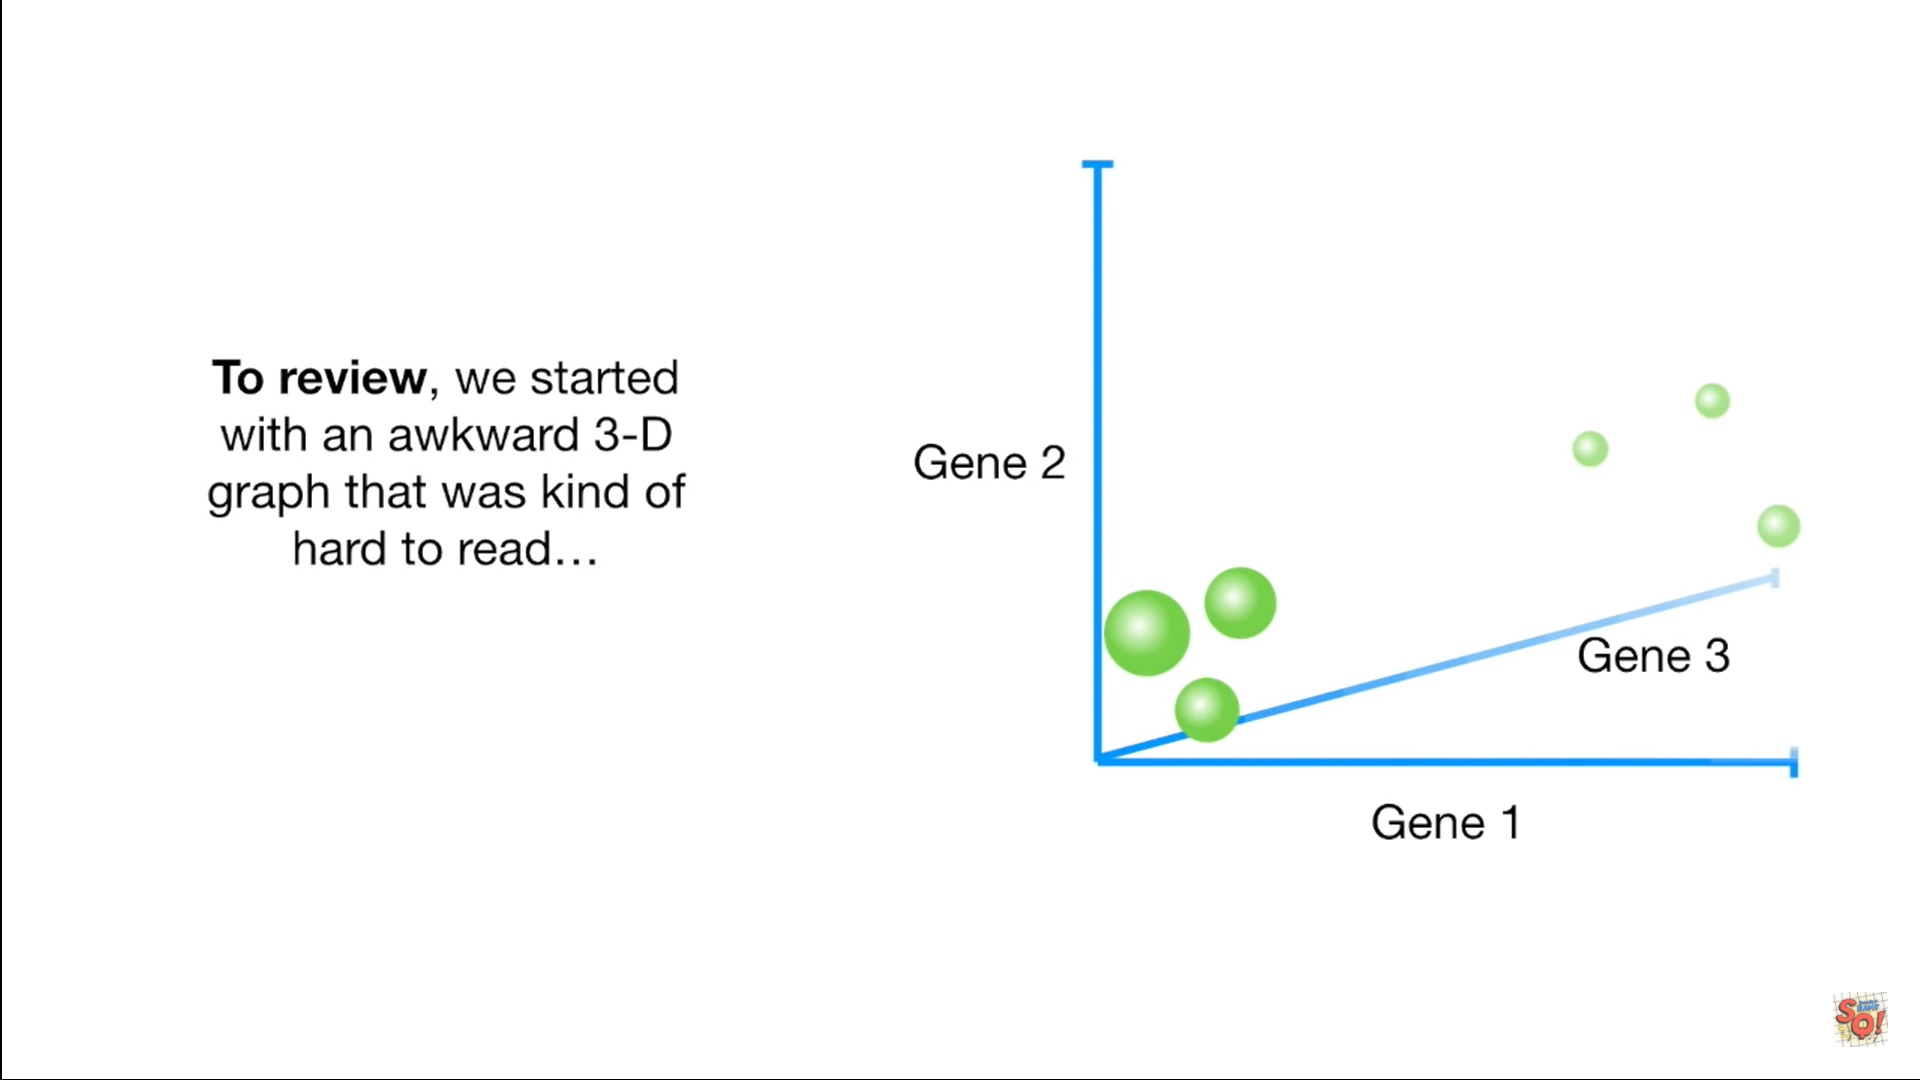 To review, we started
with an awkward 3-D
graph that was kind of
hard to read…
Gene 2
Gene 3
Gene 1
SQ!